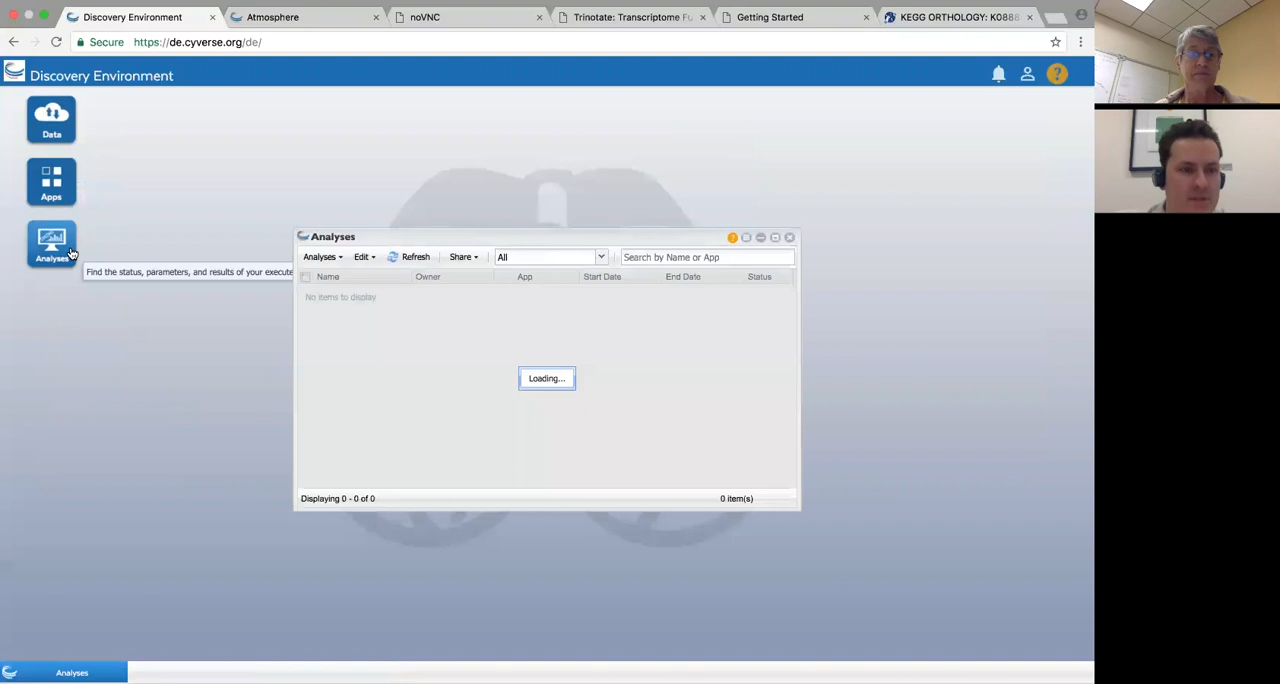 Discovery Environment
Atmosphere
noVNC
Trinotate: Transcriptome Fu
Getting Started
KEGG ORTHOLOGY: K0888
Secure https://de.cyverse.org/de/
Discovery Environment
Data
Apps
Analyses
Find the status, parameters, and results of your execute
Analyses
Analyses Edit Refresh Share All Search by Name or App
Name Owner App Start Date End Date Status
No items to display
Loading...
Displaying 0 - 0 of 0 0 item(s)
Analyses